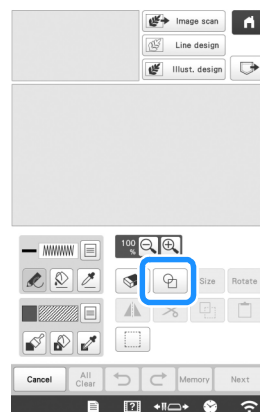 Image scan
Line design
Illust. design
100 %
Size Rotate
Cancel All Clear Memory Next